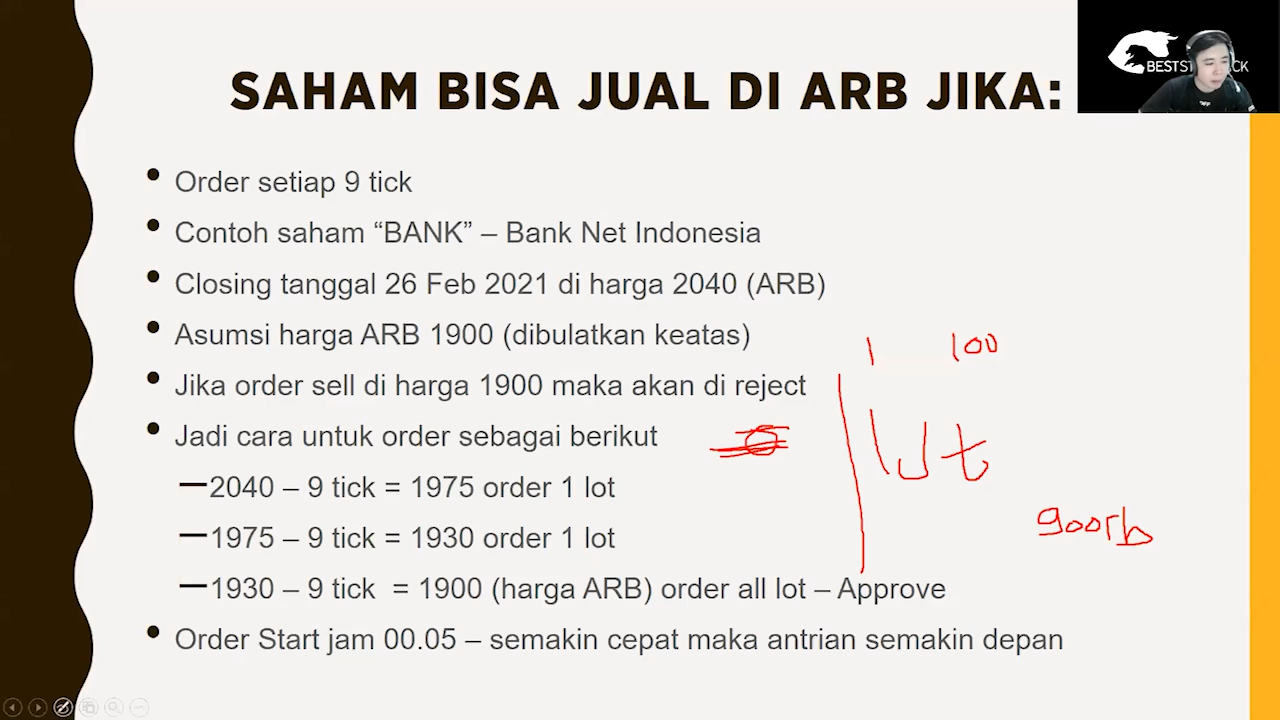 SAHAM BISA JUAL DI ARB JIKA:
• Order setiap 9 tick
• Contoh saham “BANK” – Bank Net Indonesia
• Closing tanggal 26 Feb 2021 di harga 2040 (ARB)
• Asumsi harga ARB 1900 (dibulatkan keatas)
• Jika order sell di harga 1900 maka akan di reject
• Jadi cara untuk order sebagai berikut
–2040 – 9 tick = 1975 order 1 lot
–1975 – 9 tick = 1930 order 1 lot
–1930 – 9 tick = 1900 (harga ARB) order all lot – Approve
• Order Start jam 00.05 – semakin cepat maka antrian semakin depan
1 100
1Jt
900rb